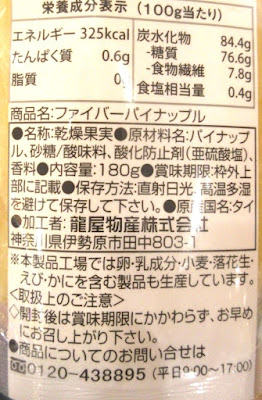 栄養成分表示(100g当たり)
エネルギー 325kcal
たんぱく質 0.6g
脂質 0g
炭水化物 84.4g
-糖質 76.6g
-食物繊維 7.8g
食塩相当量 0.4g
商品名:ファイバーパイナップル
●名称:乾燥果実●原材料名:パイナップ
ル、砂糖/酸味料、酸化防止剤(亜硫酸塩)、
香料●内容量:180g●賞味期限:枠外上
部に記載●保存方法:直射日光、高温多湿
を避けて保存して下さい。●原産国名:タイ
●加工者:龍屋物産株式会社
神奈川県伊勢原市田中803-1
※本製品工場では卵・乳成分・小麦・落花生・
えび・かにを含む製品も生産しています。
<取扱上のご注意>
◇開封後は賞味期限にかかわらず、お早め
にお召し上がり下さい。
●商品についてのお問い合せは
0120-438895 (平日9:00~17:00)